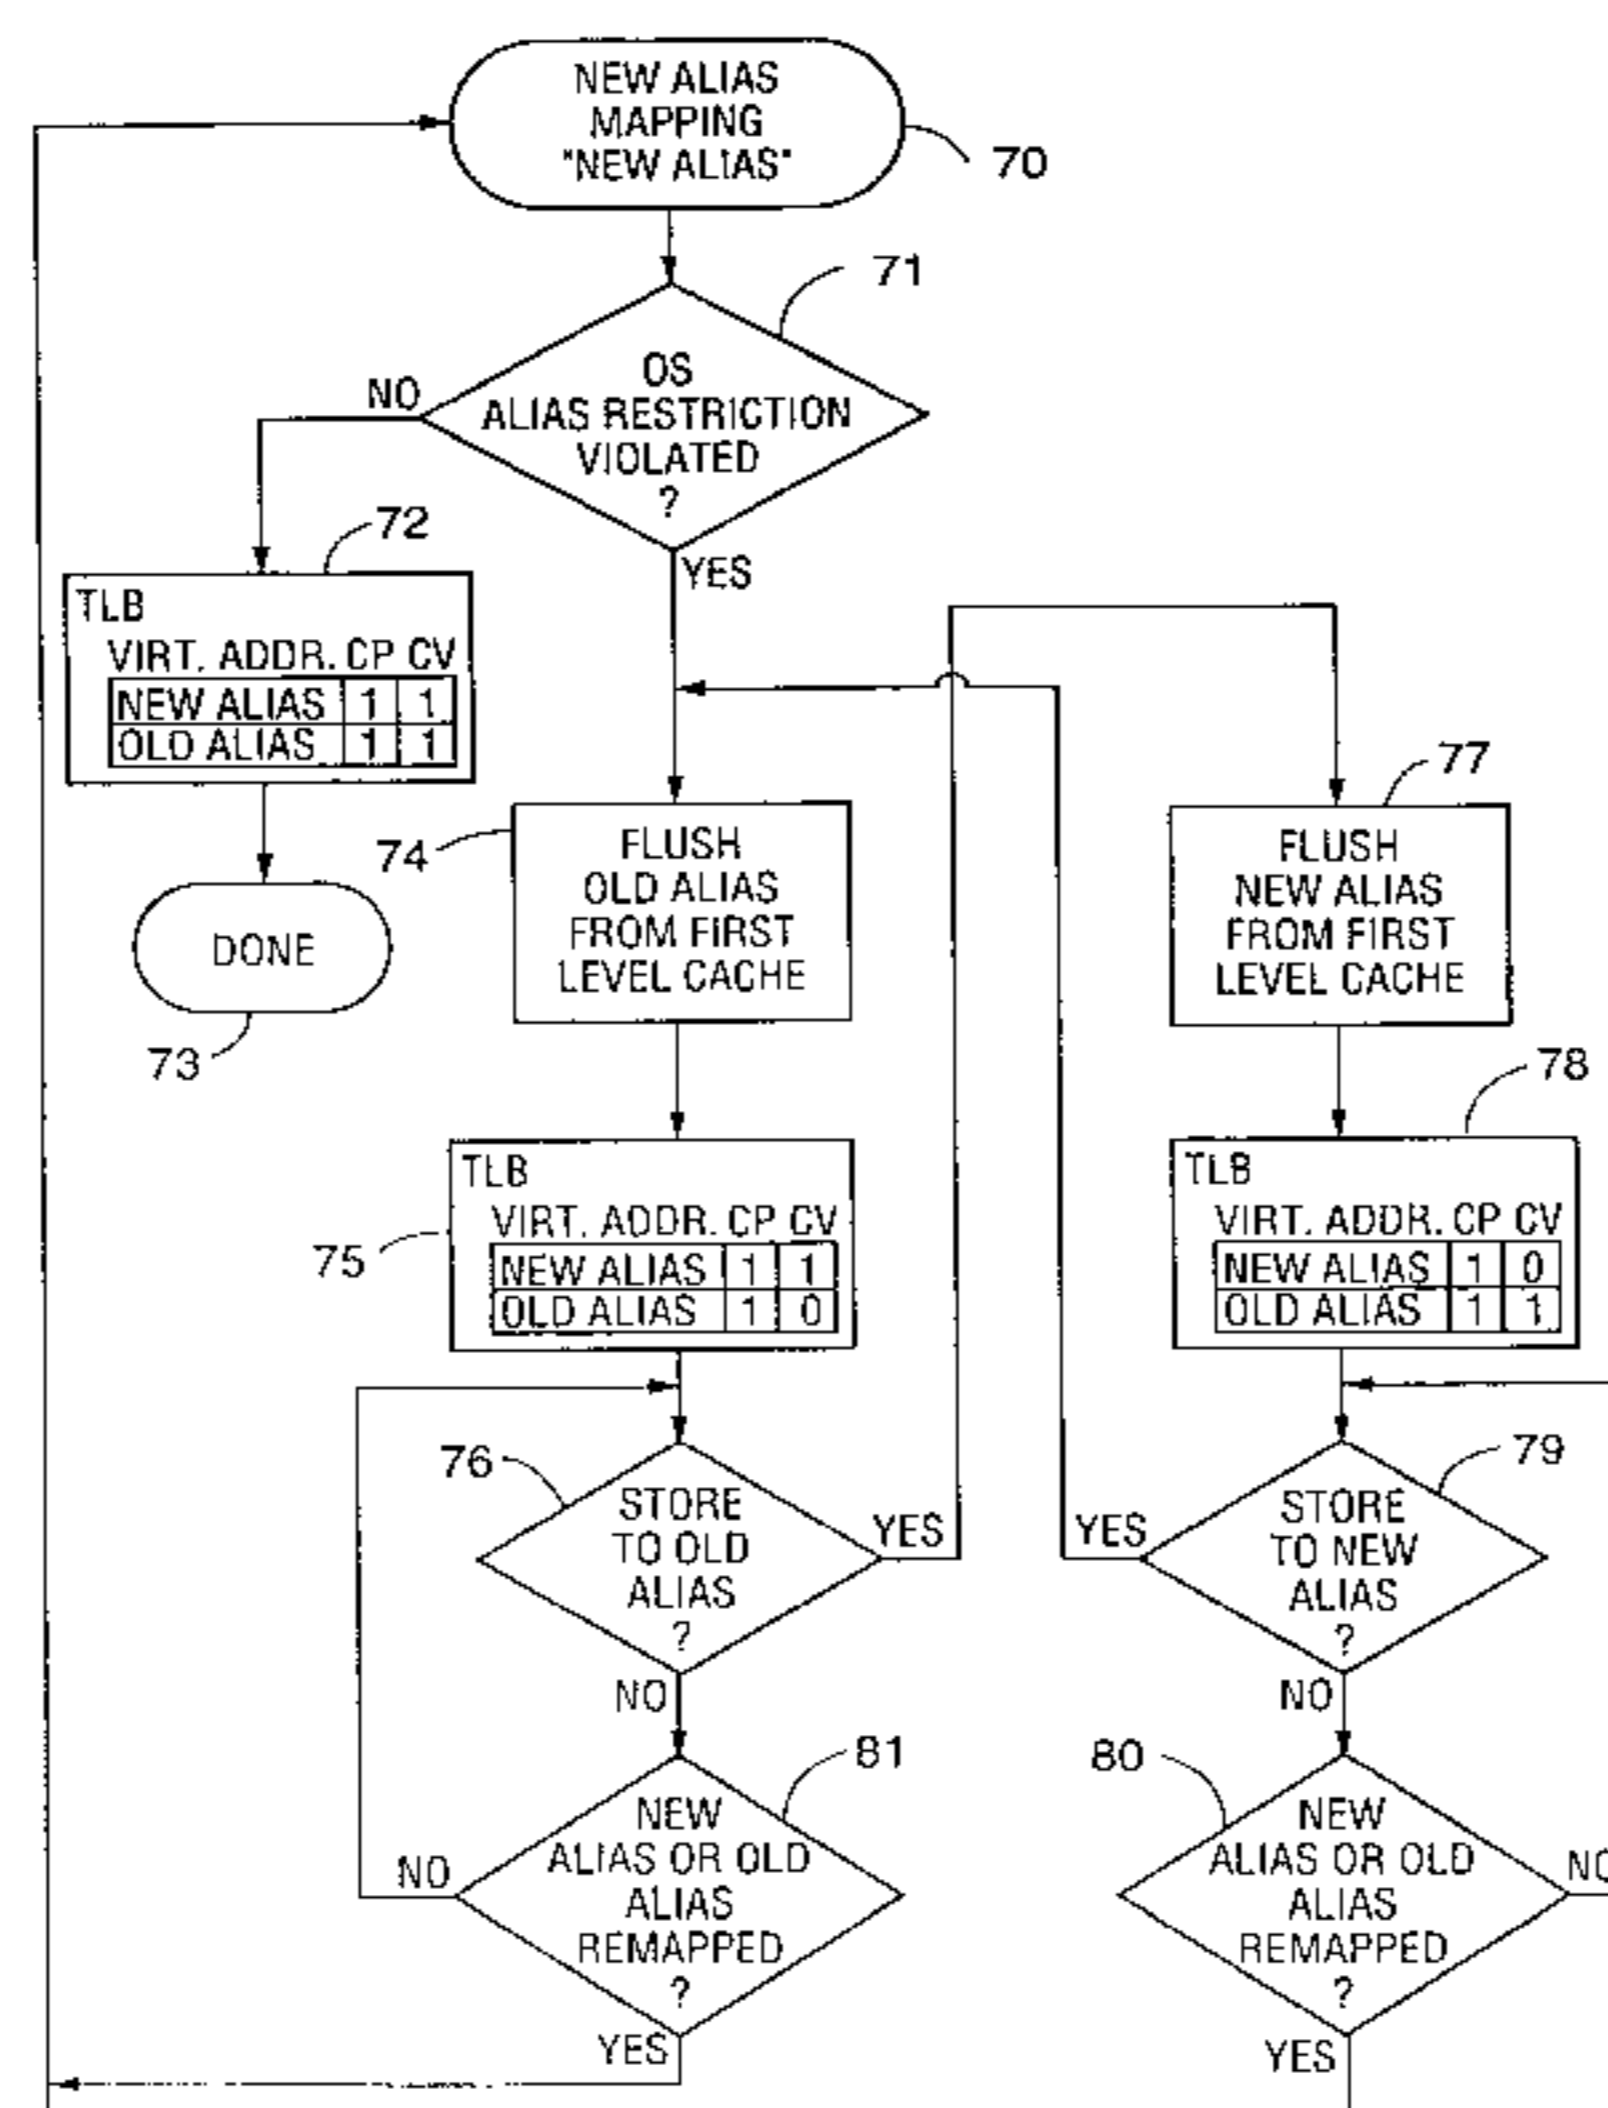 NEW ALIAS
MAPPING
"NEW ALIAS"
70
71
OS
ALIAS RESTRICTION
VIOLATED
?
NO
YES
72
TLB
VIRT. ADDR. CP CV
NEW ALIAS 1 1
OLD ALIAS 1 1
DONE
73
74
FLUSH
OLD ALIAS
FROM FIRST
LEVEL CACHE
77
FLUSH
NEW ALIAS
FROM FIRST
LEVEL CACHE
75
TLB
VIRT. ADDR. CP CV
NEW ALIAS 1 1
OLD ALIAS 1 0
78
TLB
VIRT. ADDR. CP CV
NEW ALIAS 1 0
OLD ALIAS 1 1
76
STORE
TO OLD
ALIAS
?
YES
NO
79
STORE
TO NEW
ALIAS
?
YES
NO
81
NEW
ALIAS OR OLD
ALIAS
REMAPPED
?
NO
YES
80
NEW
ALIAS OR OLD
ALIAS
REMAPPED
?
NO
YES